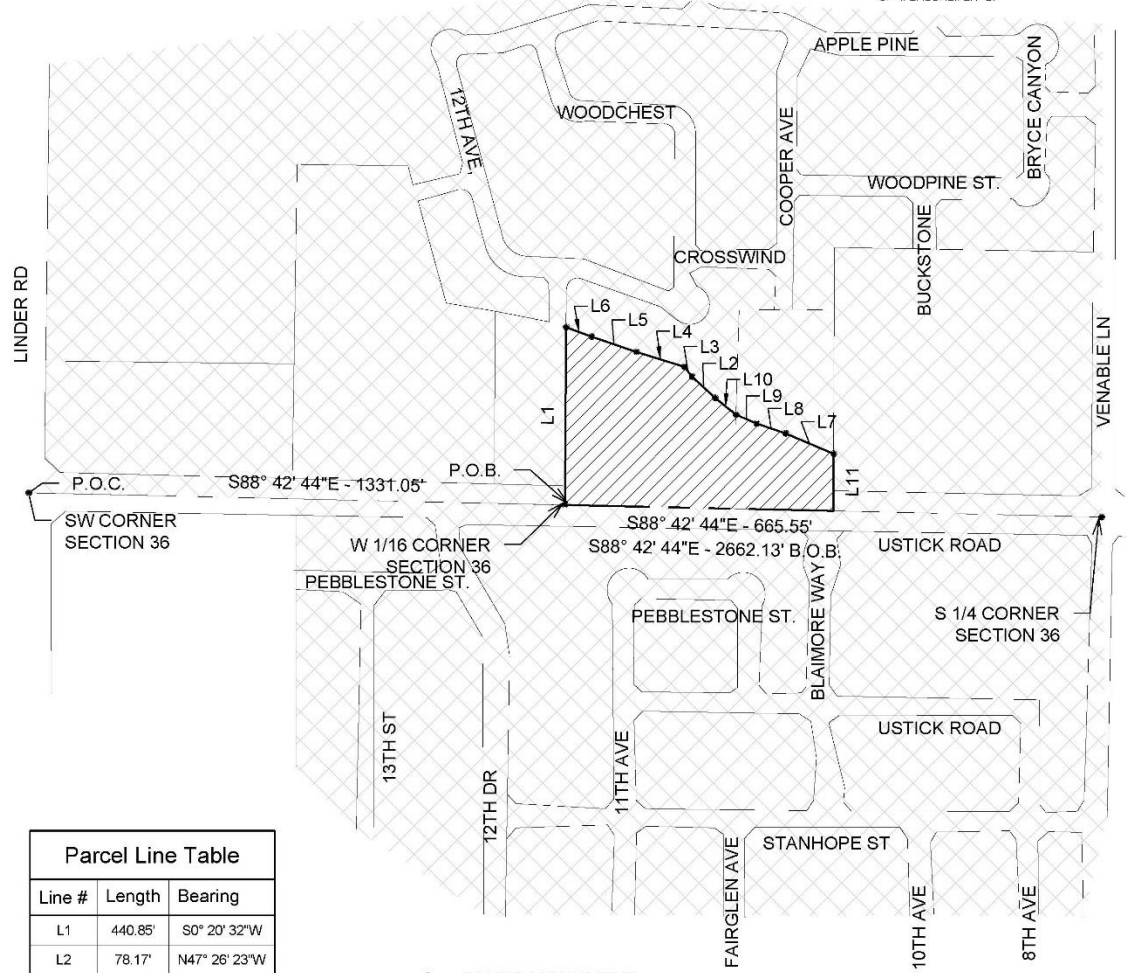 APPLE PINE
BRYCE CANYON
12TH AVE.
WOODCHEST
COOPER AVE
WOODPINE ST.
BUCKSTONE
CROSSWIND
LINDER RD
VENABLE LN
L6
L5
L4
L3
L2
L10
L9
L8
L7
L1
L11
P.O.B.
P.O.C.
S88° 42' 44"E - 1331.05'
SW CORNER
SECTION 36
W 1/16 CORNER
SECTION 36
S88° 42' 44"E - 665.55'
S88° 42' 44"E - 2662.13' B.O.B.
USTICK ROAD
PEBBLESTONE ST.
PEBBLESTONE ST.
BLAIMORE WAY
S 1/4 CORNER
SECTION 36
USTICK ROAD
13TH ST
12TH DR
11TH AVE
STANHOPE ST
FAIRGLEN AVE
10TH AVE
8TH AVE
Parcel Line Table
Line # Length Bearing
L1 440.85' S0° 20' 32"W
L2 78.17' N47° 26' 23"W